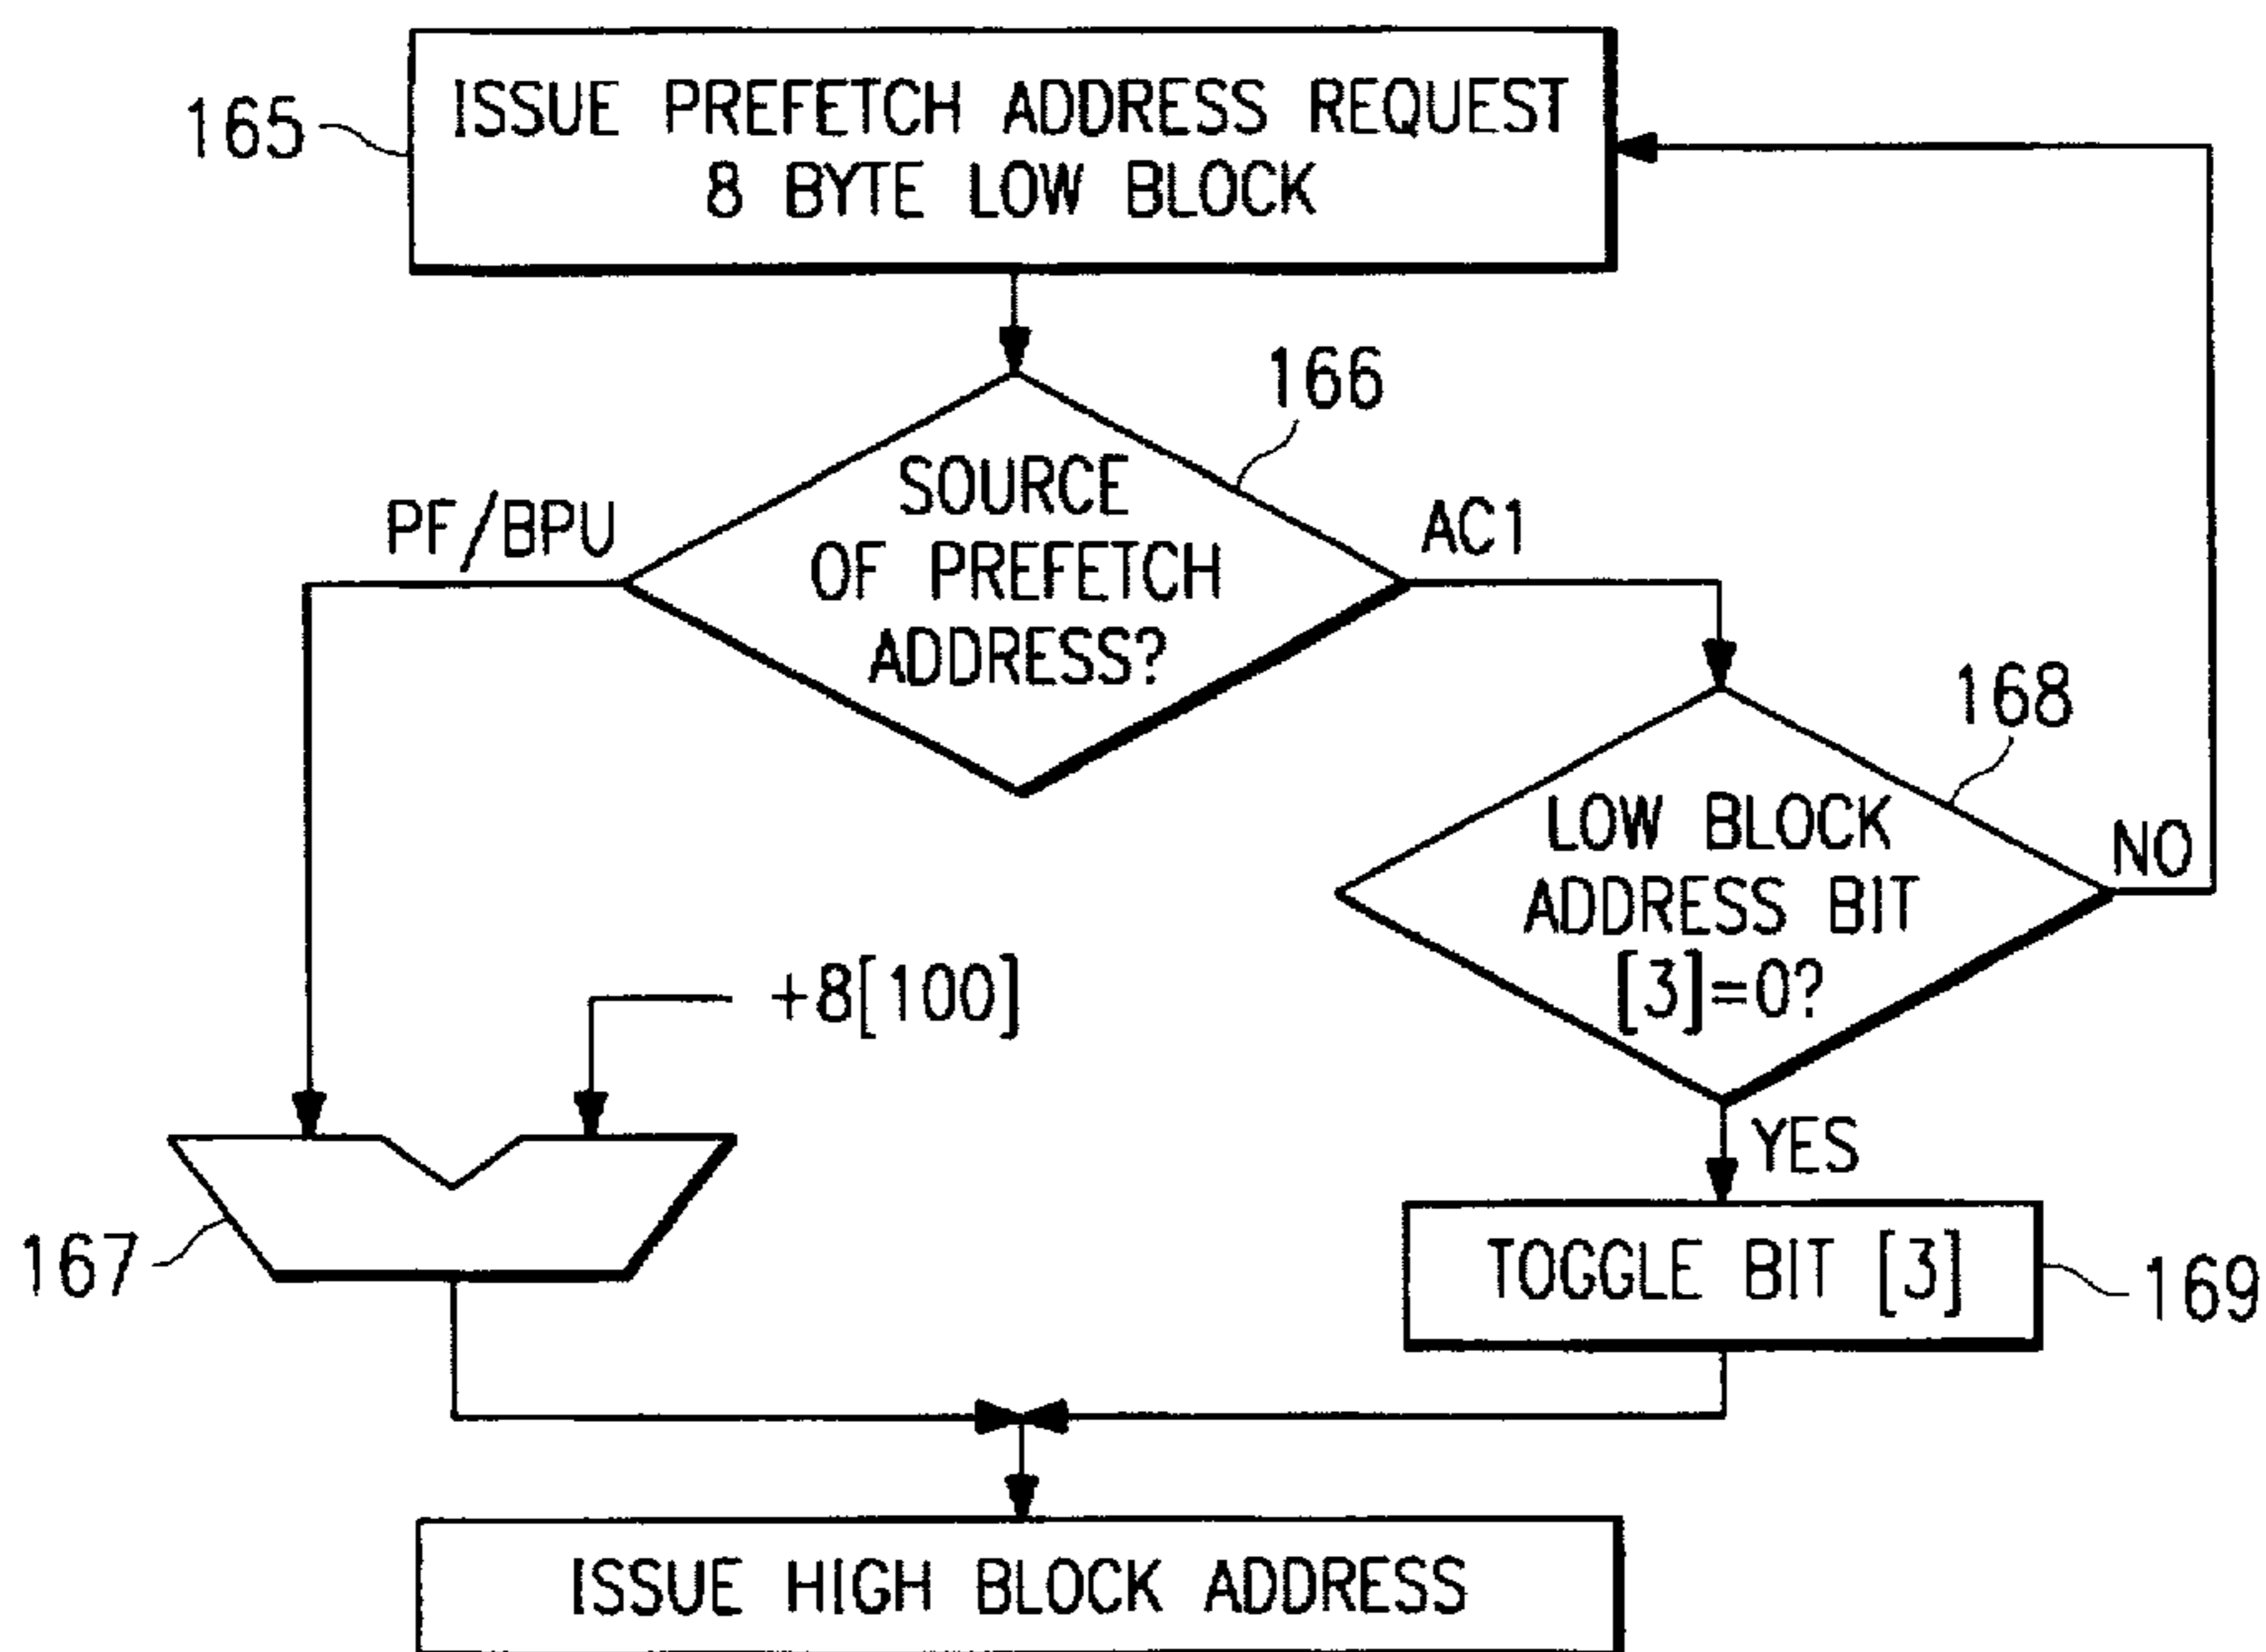 ISSUE PREFETCH ADDRESS REQUEST
8 BYTE LOW BLOCK
165
166
SOURCE
OF PREFETCH
ADDRESS?
PF/BPU
AC1
168
LOW BLOCK
ADDRESS BIT
[3]=0?
NO
+8[100]
YES
167
TOGGLE BIT [3]
169
ISSUE HIGH BLOCK ADDRESS